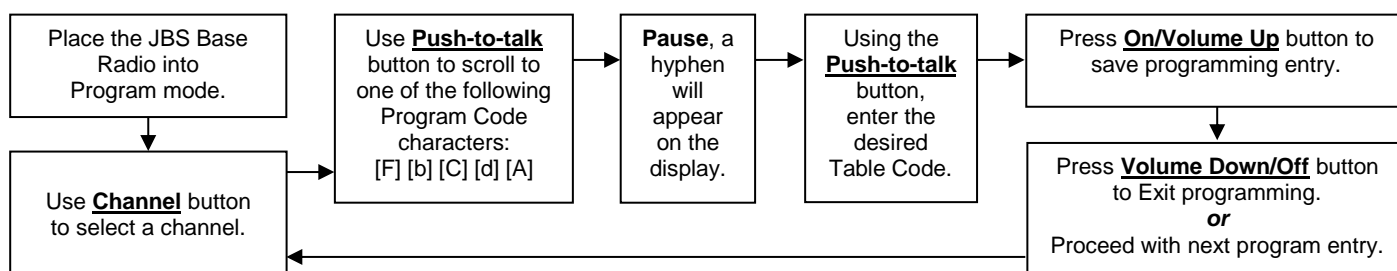 Place the JBS Base
Radio into
Program mode.
Use Channel button
to select a channel.
Use Push-to-talk
button to scroll to
one of the following
Program Code
characters:
[F] [b] [C] [d] [A]
Pause, a
hyphen
will
appear
on the
display.
Using the
Push-to-talk
button,
enter the
desired
Table Code.
Press On/Volume Up button to
save programming entry.
Press Volume Down/Off button
to Exit programming.
or
Proceed with next program entry.